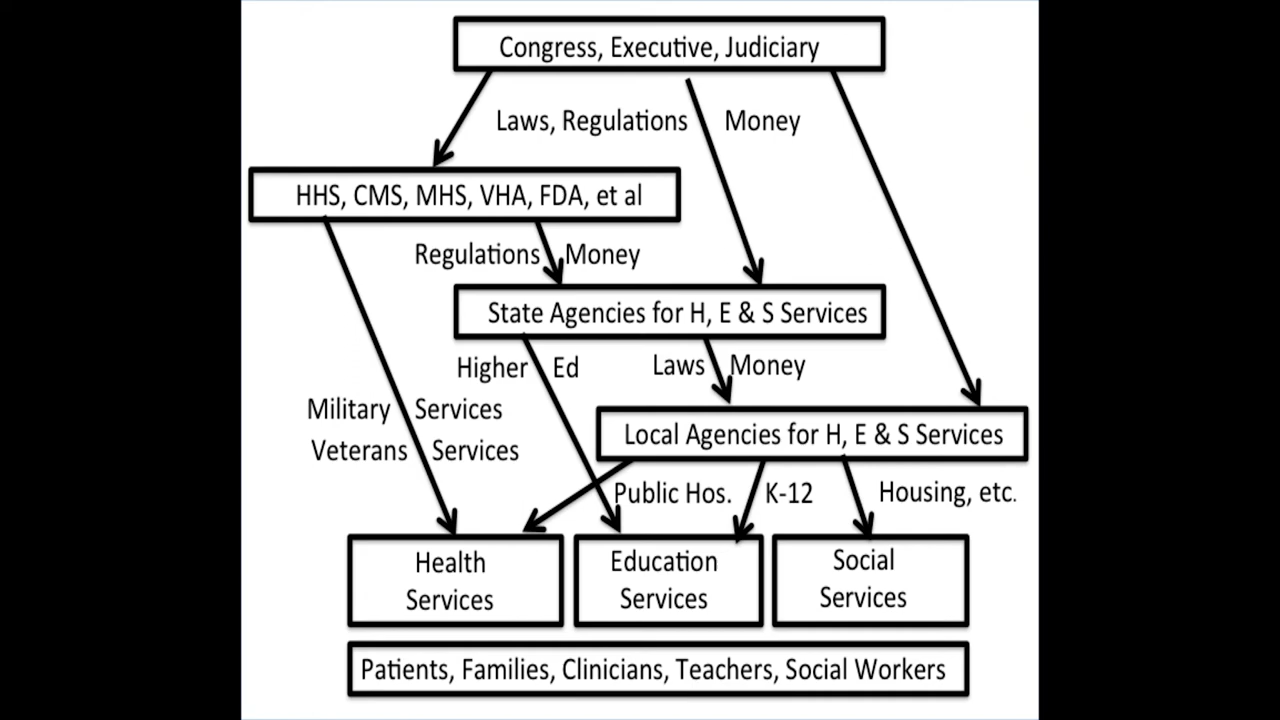 Congress, Executive, Judiciary
Laws, Regulations Money
HHS, CMS, MHS, VHA, FDA, et al
Regulations Money
State Agencies for H, E & S Services
Higher Ed Laws Money
Military Services
Local Agencies for H, E & S Services
Veterans Services
Public Hos. K-12 Housing, etc.
Health
Services
Education
Services
Social
Services
Patients, Families, Clinicians, Teachers, Social Workers